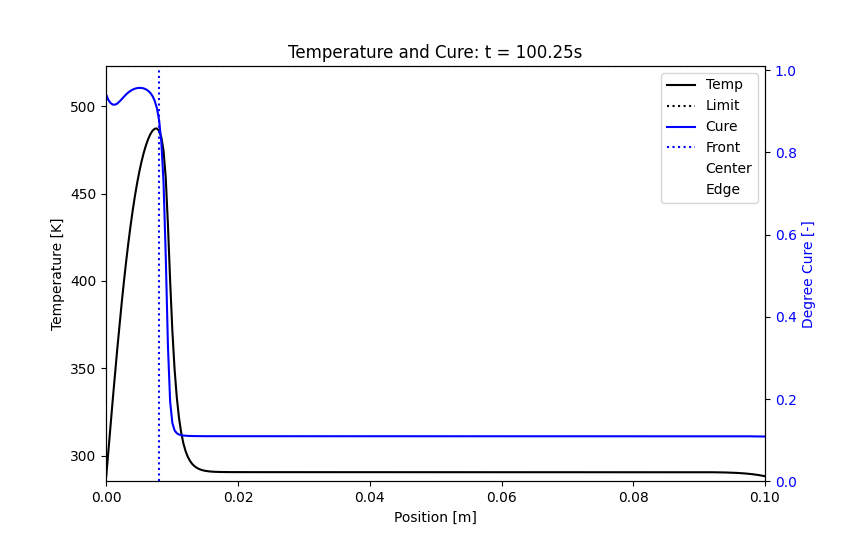 Temperature and Cure: t = 100.25s
Temp
Limit
Cure
Front
Center
Edge
500
450
400
350
300
Temperature [K]
1.0
0.8
0.6
0.4
0.2
0.0
Degree Cure [-]
0.00 0.02 0.04 0.06 0.08 0.10
Position [m]